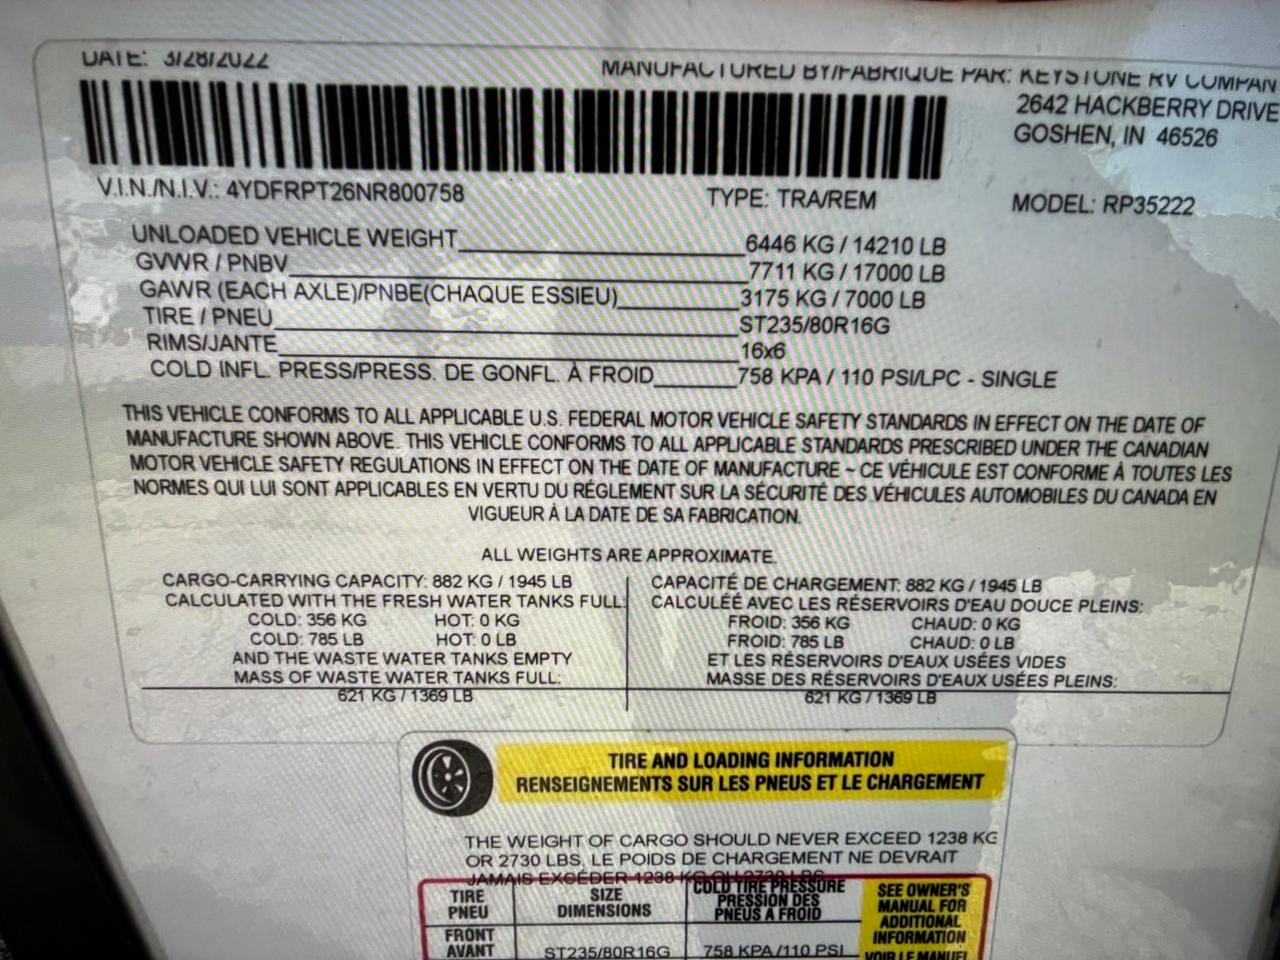 DATE: 3/28/2022
MANUFACTURED BY/FABRIQUE PAR: KEYSTONE RV COMPAN
2642 HACKBERRY DRIVE
GOSHEN, IN 46526
V.I.N./N.I.V.: 4YDFRPT26NR800758 TYPE: TRA/REM MODEL: RP35222
UNLOADED VEHICLE WEIGHT 6446 KG / 14210 LB
GVWR / PNBV 7711 KG / 17000 LB
GAWR (EACH AXLE)/PNBE(CHAQUE ESSIEU) 3175 KG / 7000 LB
TIRE / PNEU ST235/80R16G
RIMS/JANTE 16x6
COLD INFL. PRESS/PRESS. DE GONFL. À FROID 758 KPA / 110 PSI/LPC - SINGLE
THIS VEHICLE CONFORMS TO ALL APPLICABLE U.S. FEDERAL MOTOR VEHICLE SAFETY STANDARDS IN EFFECT ON THE DATE OF
MANUFACTURE SHOWN ABOVE. THIS VEHICLE CONFORMS TO ALL APPLICABLE STANDARDS PRESCRIBED UNDER THE CANADIAN
MOTOR VEHICLE SAFETY REGULATIONS IN EFFECT ON THE DATE OF MANUFACTURE ~ CE VÉHICULE EST CONFORME À TOUTES LES
NORMES QUI LUI SONT APPLICABLES EN VERTU DU RÉGLEMENT SUR LA SÉCURITÉ DES VÉHICULES AUTOMOBILES DU CANADA EN
VIGUEUR À LA DATE DE SA FABRICATION.
ALL WEIGHTS ARE APPROXIMATE.
CARGO-CARRYING CAPACITY: 882 KG / 1945 LB
CALCULATED WITH THE FRESH WATER TANKS FULL
COLD: 356 KG HOT: 0 KG
COLD: 785 LB HOT: 0 LB
AND THE WASTE WATER TANKS EMPTY
MASS OF WASTE WATER TANKS FULL:
621 KG / 1369 LB
CAPACITÉ DE CHARGEMENT: 882 KG / 1945 LB
CALCULÉÉ AVEC LES RÉSERVOIRS D'EAU DOUCE PLEINS:
FROID: 356 KG CHAUD: 0 KG
FROID: 785 LB CHAUD: 0 LB
ET LES RÉSERVOIRS D'EAUX USÉES VIDES
MASSE DES RÉSERVOIRS D'EAUX USÉES PLEINS:
621 KG / 1369 LB
TIRE AND LOADING INFORMATION
RENSEIGNEMENTS SUR LES PNEUS ET LE CHARGEMENT
THE WEIGHT OF CARGO SHOULD NEVER EXCEED 1238 KG
OR 2730 LBS, LE POIDS DE CHARGEMENT NE DEVRAIT
JAMAIS EXCÉDER 1238 KG OU 2730 LBS
TIRE
PNEU
SIZE
DIMENSIONS
COLD TIRE PRESSURE
PRESSION DES
PNEUS A FROID
SEE OWNER'S
MANUAL FOR
ADDITIONAL
INFORMATION
VOIR LE MANUEL
FRONT
AVANT
ST235/80R16G
758 KPA /110 PSI